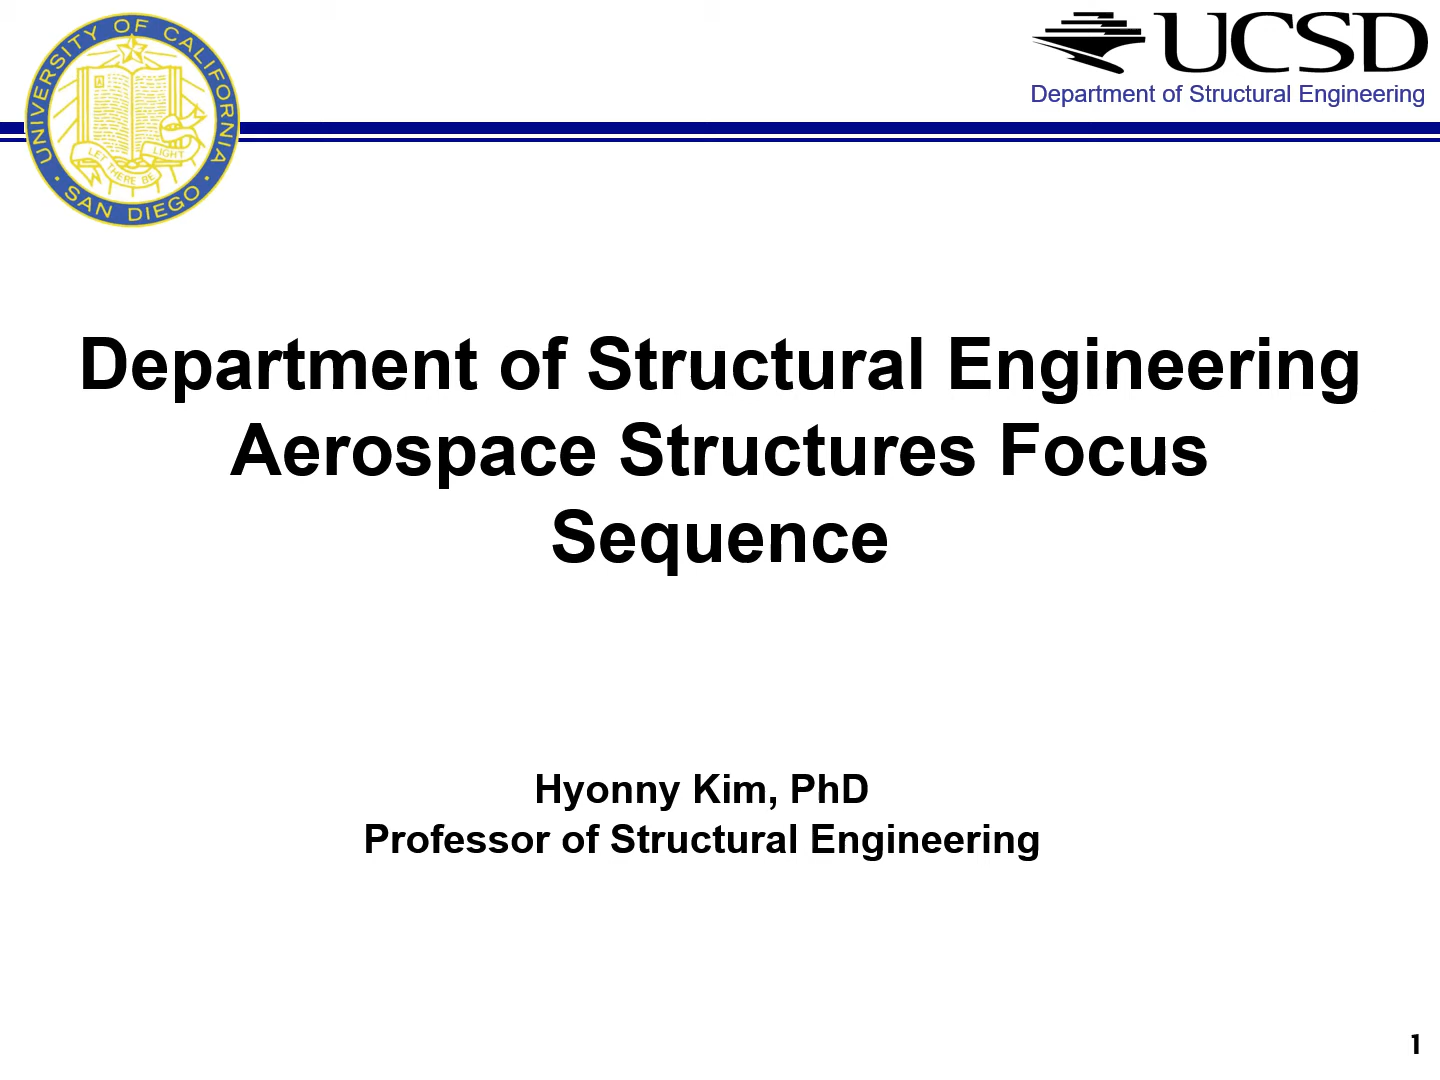 UNIVERSITY OF CALIFORNIA
SAN DIEGO
LET THERE BE LIGHT
UCSD
Department of Structural Engineering
Department of Structural Engineering
Aerospace Structures Focus
Sequence
Hyonny Kim, PhD
Professor of Structural Engineering
1